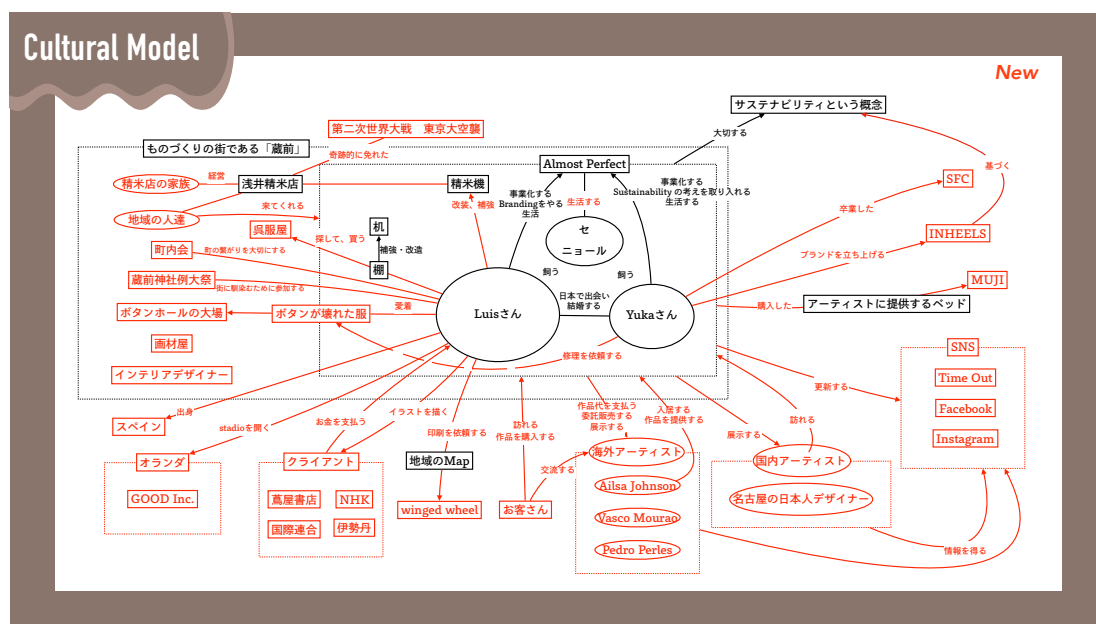 Cultural Model
New
サステナビリティという概念
大切する
第二次世界大戦　東京大空襲
ものづくりの街である「蔵前」
奇跡的に免れた
Almost Perfect
基づく
精米店の家族
経営
浅井精米店
精米機
事業化する
Brandingをやる
生活
生活する
事業化する
Sustainability の考えを取り入れる
生活する
SFC
改装、補強
卒業した
地域の人達
来てくれる
呉服屋
探して、買う
机
補強・改造
棚
セ
ニョール
INHEELS
町内会
町の繋がりを大切にする
ブランドを立ち上げる
飼う
飼う
蔵前神社例大祭
街に馴染むために参加する
MUJI
購入した
アーティストに提供するベッド
日本で出会い
結婚する
愛着
ボタンホールの大場
ボタンが壊れた服
Luisさん
Yukaさん
画材屋
修理を依頼する
SNS
インテリアデザイナー
Time Out
更新する
Facebook
Instagram
出身
スペイン
stadioを開く
お金を支払う
イラストを描く
印刷を依頼する
訪れる
作品を購入する
作品代を支払う
委託販売する
展示する
入居する
作品を提供する
展示する
訪れる
オランダ
クライアント
地域のMap
交流する
海外アーティスト
国内アーティスト
GOOD Inc.
蔦屋書店
NHK
国際連合
伊勢丹
winged wheel
お客さん
Ailsa Johnson
Vasco Mourao
Pedro Perles
名古屋の日本人デザイナー
情報を得る